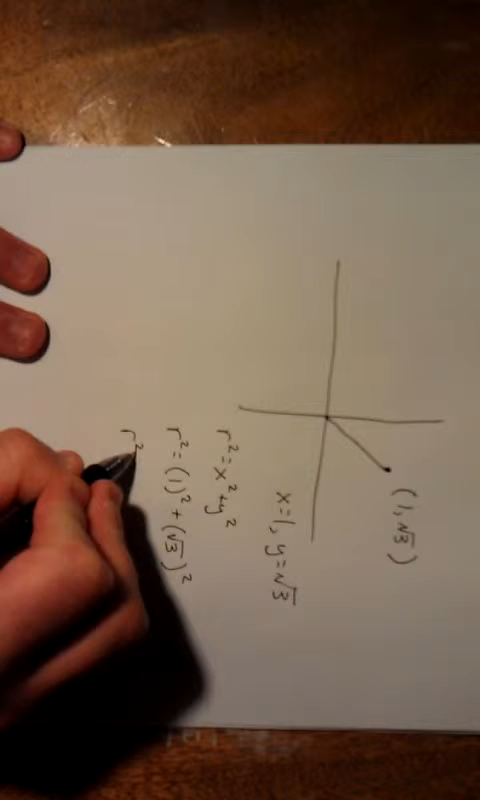 (1, √3)
x=1, y=√3
r²=x²+y²
r²=(1)²+(√3)²
r²